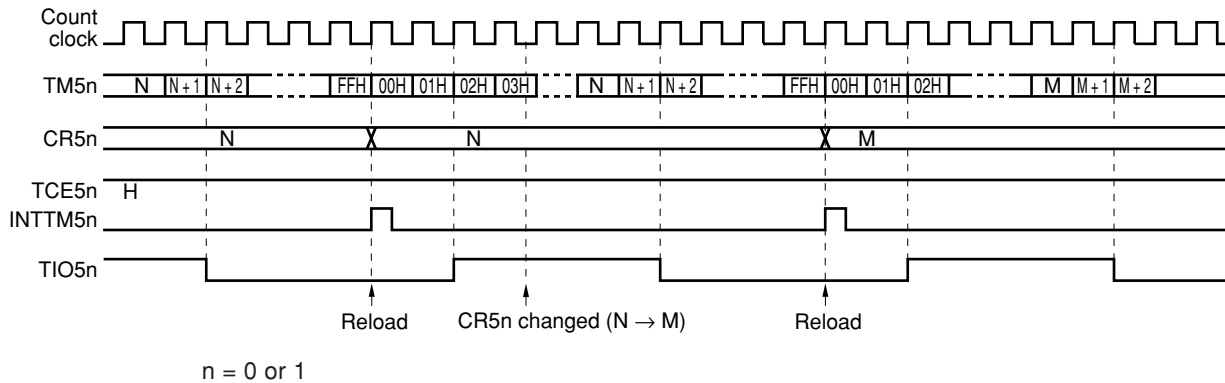 Count clock
TM5n N N + 1 N + 2 FFH 00H 01H 02H 03H N N + 1 N + 2 FFH 00H 01H 02H M M + 1 M + 2
CR5n N N M
TCE5n H
INTTM5n
TIO5n
Reload CR5n changed (N → M) Reload
n = 0 or 1